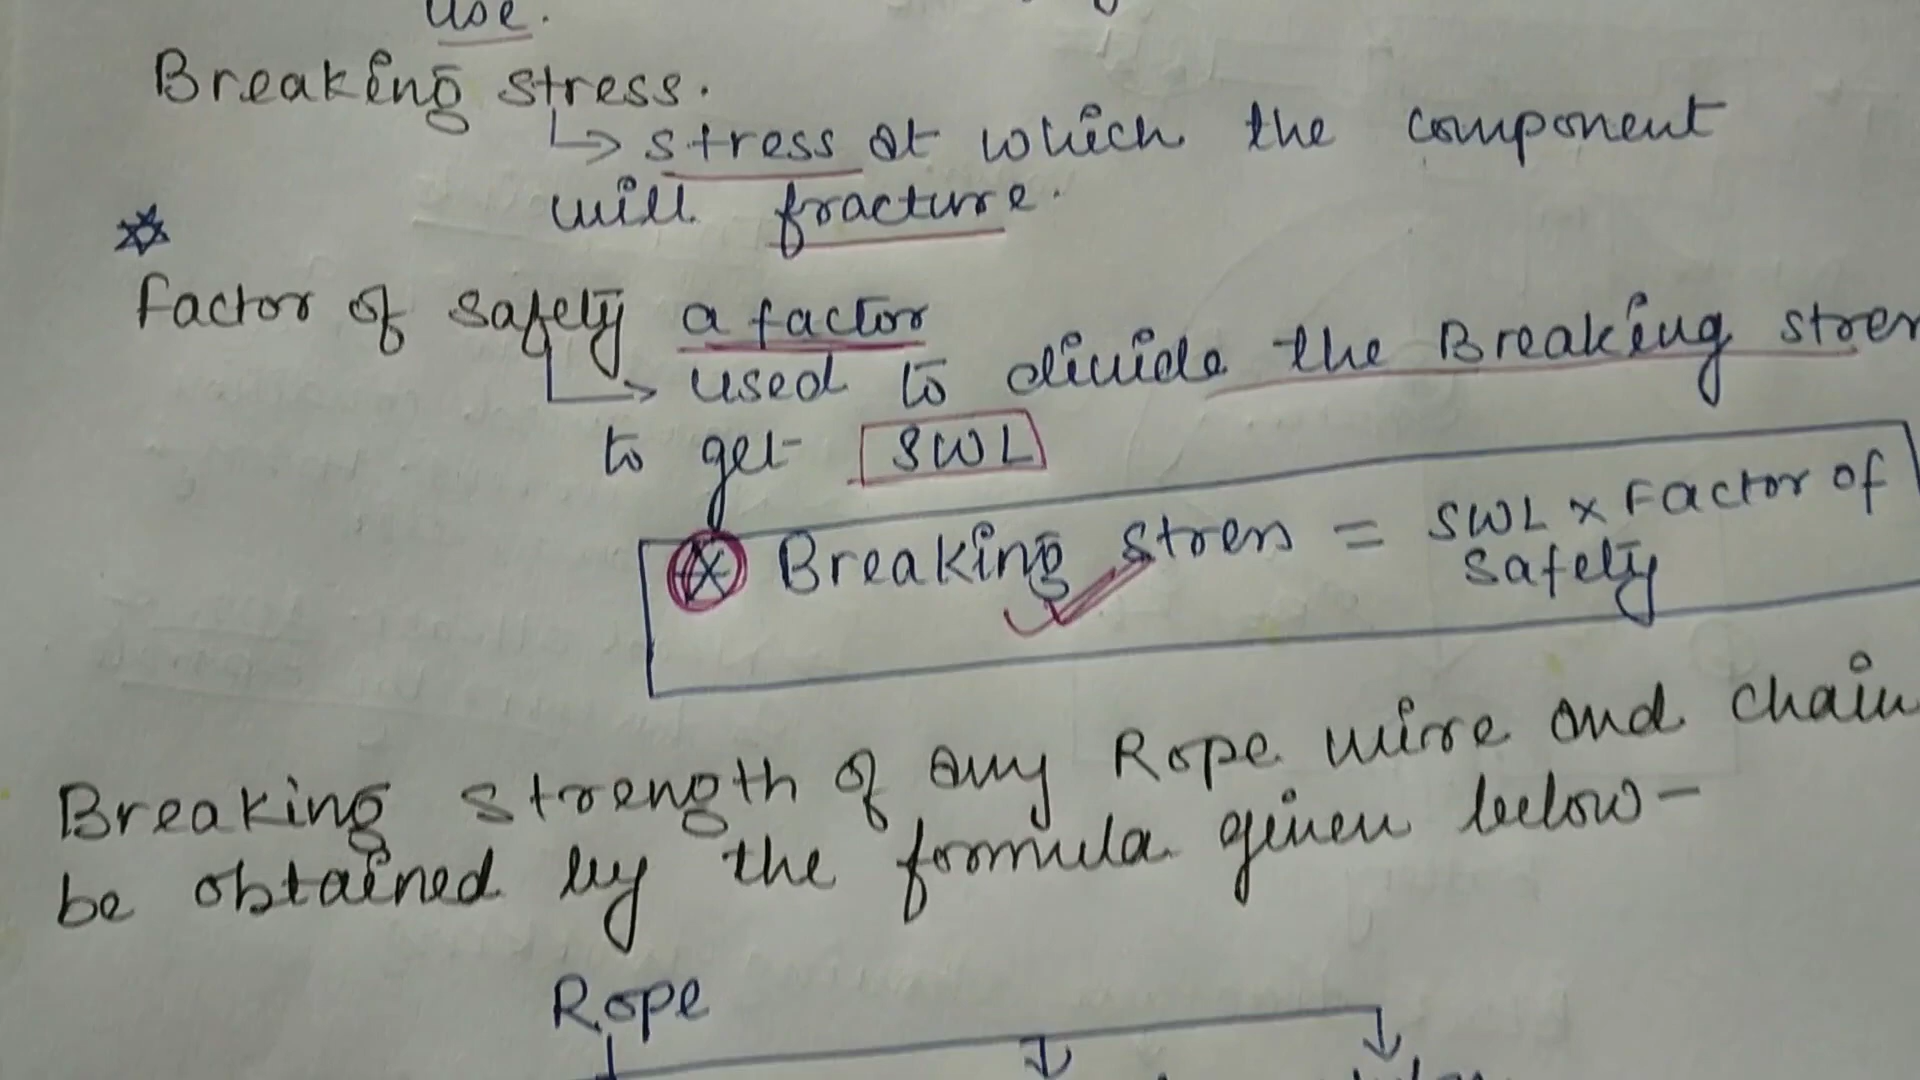 use.
Breaking stress.
↳ stress at which the component
will fracture.
Factor of safety a factor
↳ used to divide the Breaking stres
to get SWL
Breaking stress = SWL x Factor of
Safety
Breaking strength of any Rope wire and chain
be obtained by the formula given below-
Rope